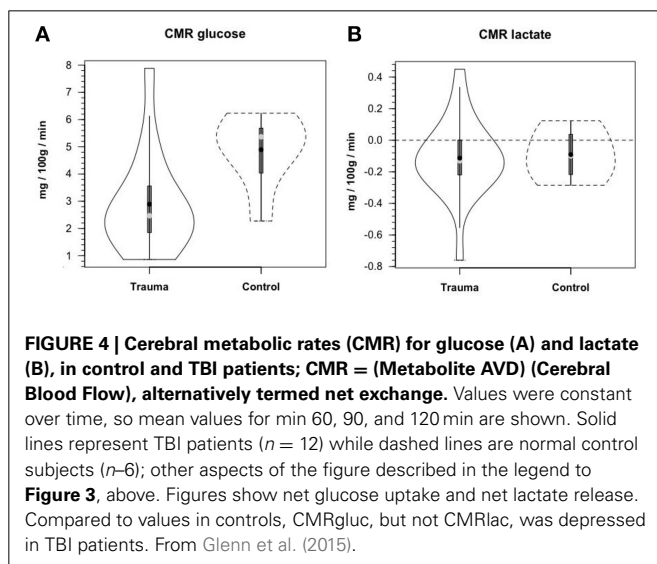 A CMR glucose
B CMR lactate
8
7
6
5
4
3
2
1
mg / 100g / min
Trauma Control
0.4
0.2
0.0
-0.2
-0.4
-0.6
-0.8
mg / 100g / min
Trauma Control
FIGURE 4 | Cerebral metabolic rates (CMR) for glucose (A) and lactate
(B), in control and TBI patients; CMR = (Metabolite AVD) (Cerebral
Blood Flow), alternatively termed net exchange. Values were constant
over time, so mean values for min 60, 90, and 120 min are shown. Solid
lines represent TBI patients (n = 12) while dashed lines are normal control
subjects (n–6); other aspects of the figure described in the legend to
Figure 3, above. Figures show net glucose uptake and net lactate release.
Compared to values in controls, CMRgluc, but not CMRlac, was depressed
in TBI patients. From Glenn et al. (2015).